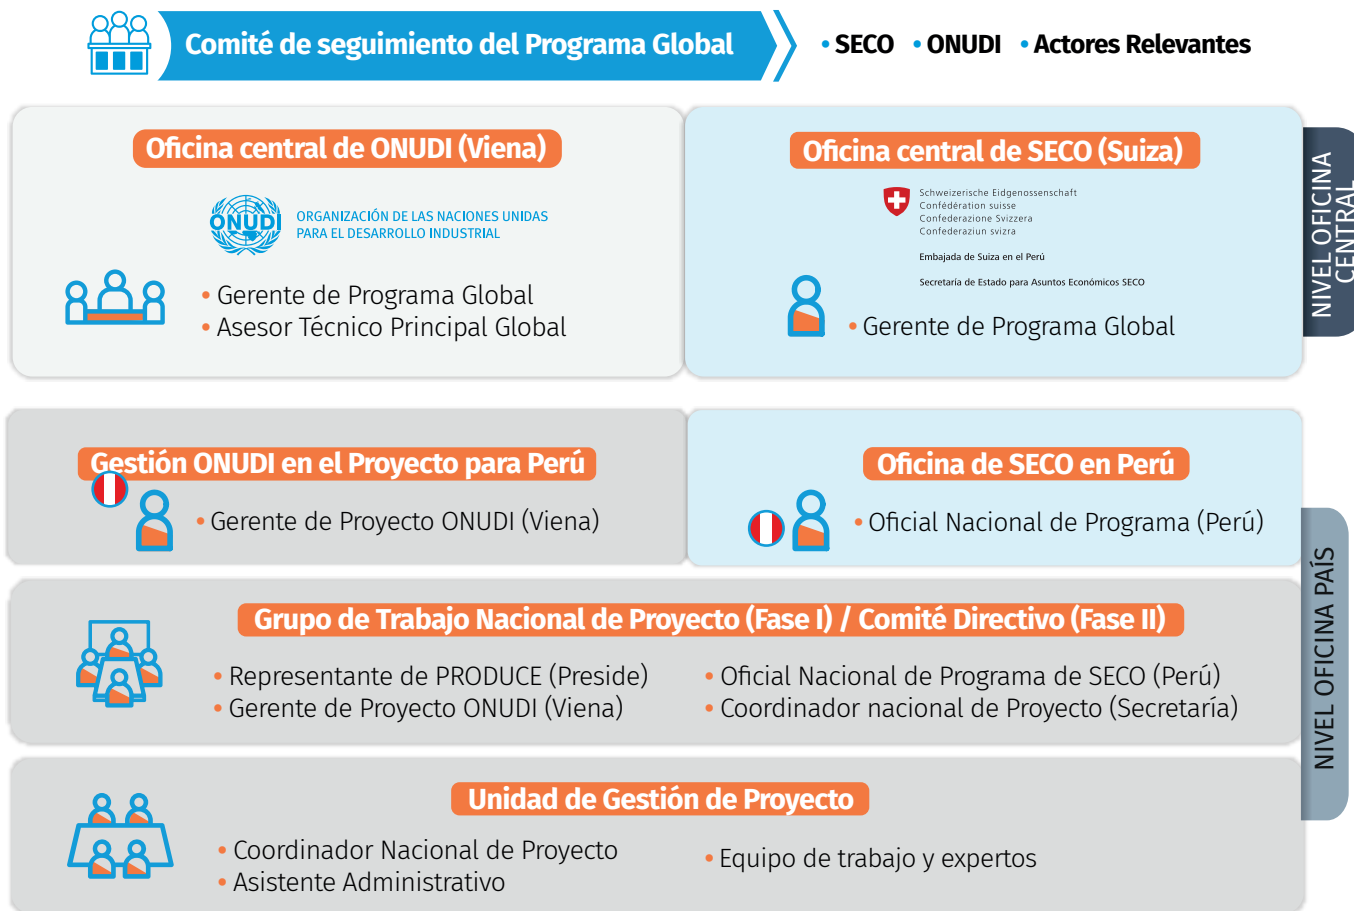 Comité de seguimiento del Programa Global
• SECO • ONUDI • Actores Relevantes
Oficina central de ONUDI (Viena)
ONUDI
ORGANIZACIÓN DE LAS NACIONES UNIDAS
PARA EL DESARROLLO INDUSTRIAL
• Gerente de Programa Global
• Asesor Técnico Principal Global
Oficina central de SECO (Suiza)
Schweizerische Eidgenossenschaft
Confédération suisse
Confederazione Svizzera
Confederaziun svizra
Embajada de Suiza en el Perú
Secretaría de Estado para Asuntos Económicos SECO
• Gerente de Programa Global
NIVEL OFICINA
CENTRAL
Gestión ONUDI en el Proyecto para Perú
• Gerente de Proyecto ONUDI (Viena)
Oficina de SECO en Perú
• Oficial Nacional de Programa (Perú)
Grupo de Trabajo Nacional de Proyecto (Fase I) / Comité Directivo (Fase II)
• Representante de PRODUCE (Preside)
• Gerente de Proyecto ONUDI (Viena)
• Oficial Nacional de Programa de SECO (Perú)
• Coordinador nacional de Proyecto (Secretaría)
Unidad de Gestión de Proyecto
• Coordinador Nacional de Proyecto
• Asistente Administrativo
• Equipo de trabajo y expertos
NIVEL OFICINA PAÍS